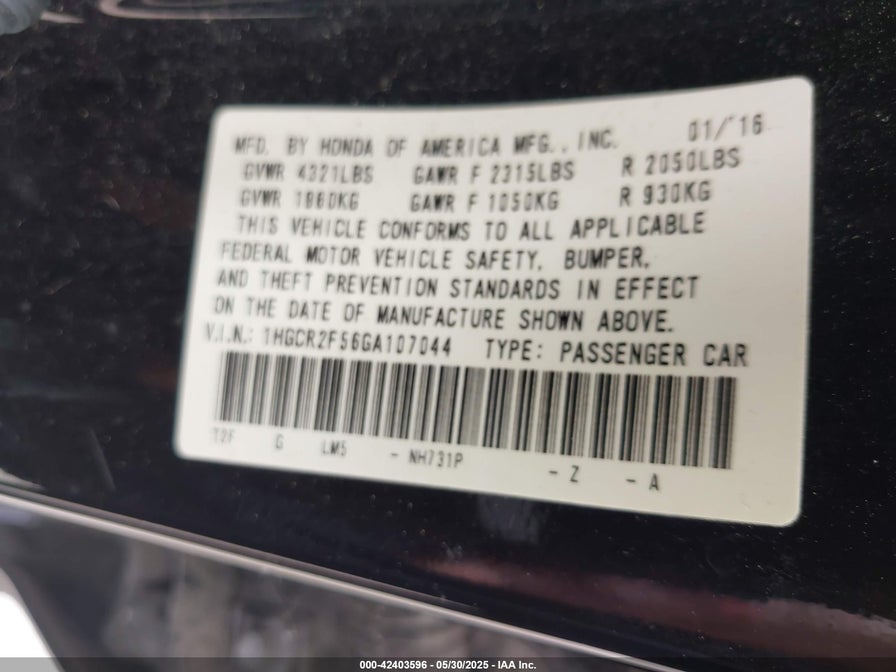 MFD. BY HONDA OF AMERICA MFG., INC. 01/'16
GVWR 4321LBS GAWR F 2315LBS R 2050LBS
GVWR 1960KG GAWR F 1050KG R 930KG
THIS VEHICLE CONFORMS TO ALL APPLICABLE
FEDERAL MOTOR VEHICLE SAFETY, BUMPER,
AND THEFT PREVENTION STANDARDS IN EFFECT
ON THE DATE OF MANUFACTURE SHOWN ABOVE.
V.I.N.: 1HGCR2F56GA107044 TYPE: PASSENGER CAR
T2F G LM5 - NH731P - Z - A
000-42403596 - 05/30/2025 - IAA Inc.